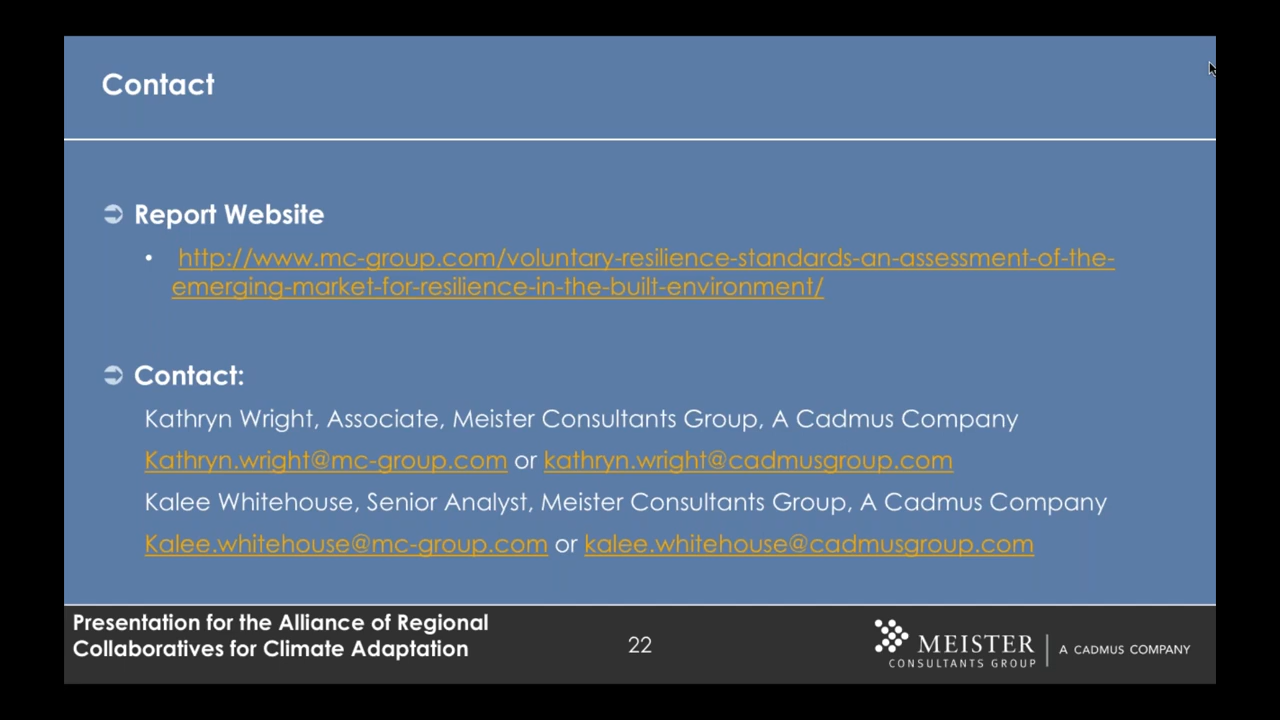 Contact
Report Website
• http://www.mc-group.com/voluntary-resilience-standards-an-assessment-of-the-
emerging-market-for-resilience-in-the-built-environment/
Contact:
Kathryn Wright, Associate, Meister Consultants Group, A Cadmus Company
Kathryn.wright@mc-group.com or kathryn.wright@cadmusgroup.com
Kalee Whitehouse, Senior Analyst, Meister Consultants Group, A Cadmus Company
Kalee.whitehouse@mc-group.com or kalee.whitehouse@cadmusgroup.com
Presentation for the Alliance of Regional
Collaboratives for Climate Adaptation
22
MEISTER
CONSULTANTS GROUP
A CADMUS COMPANY